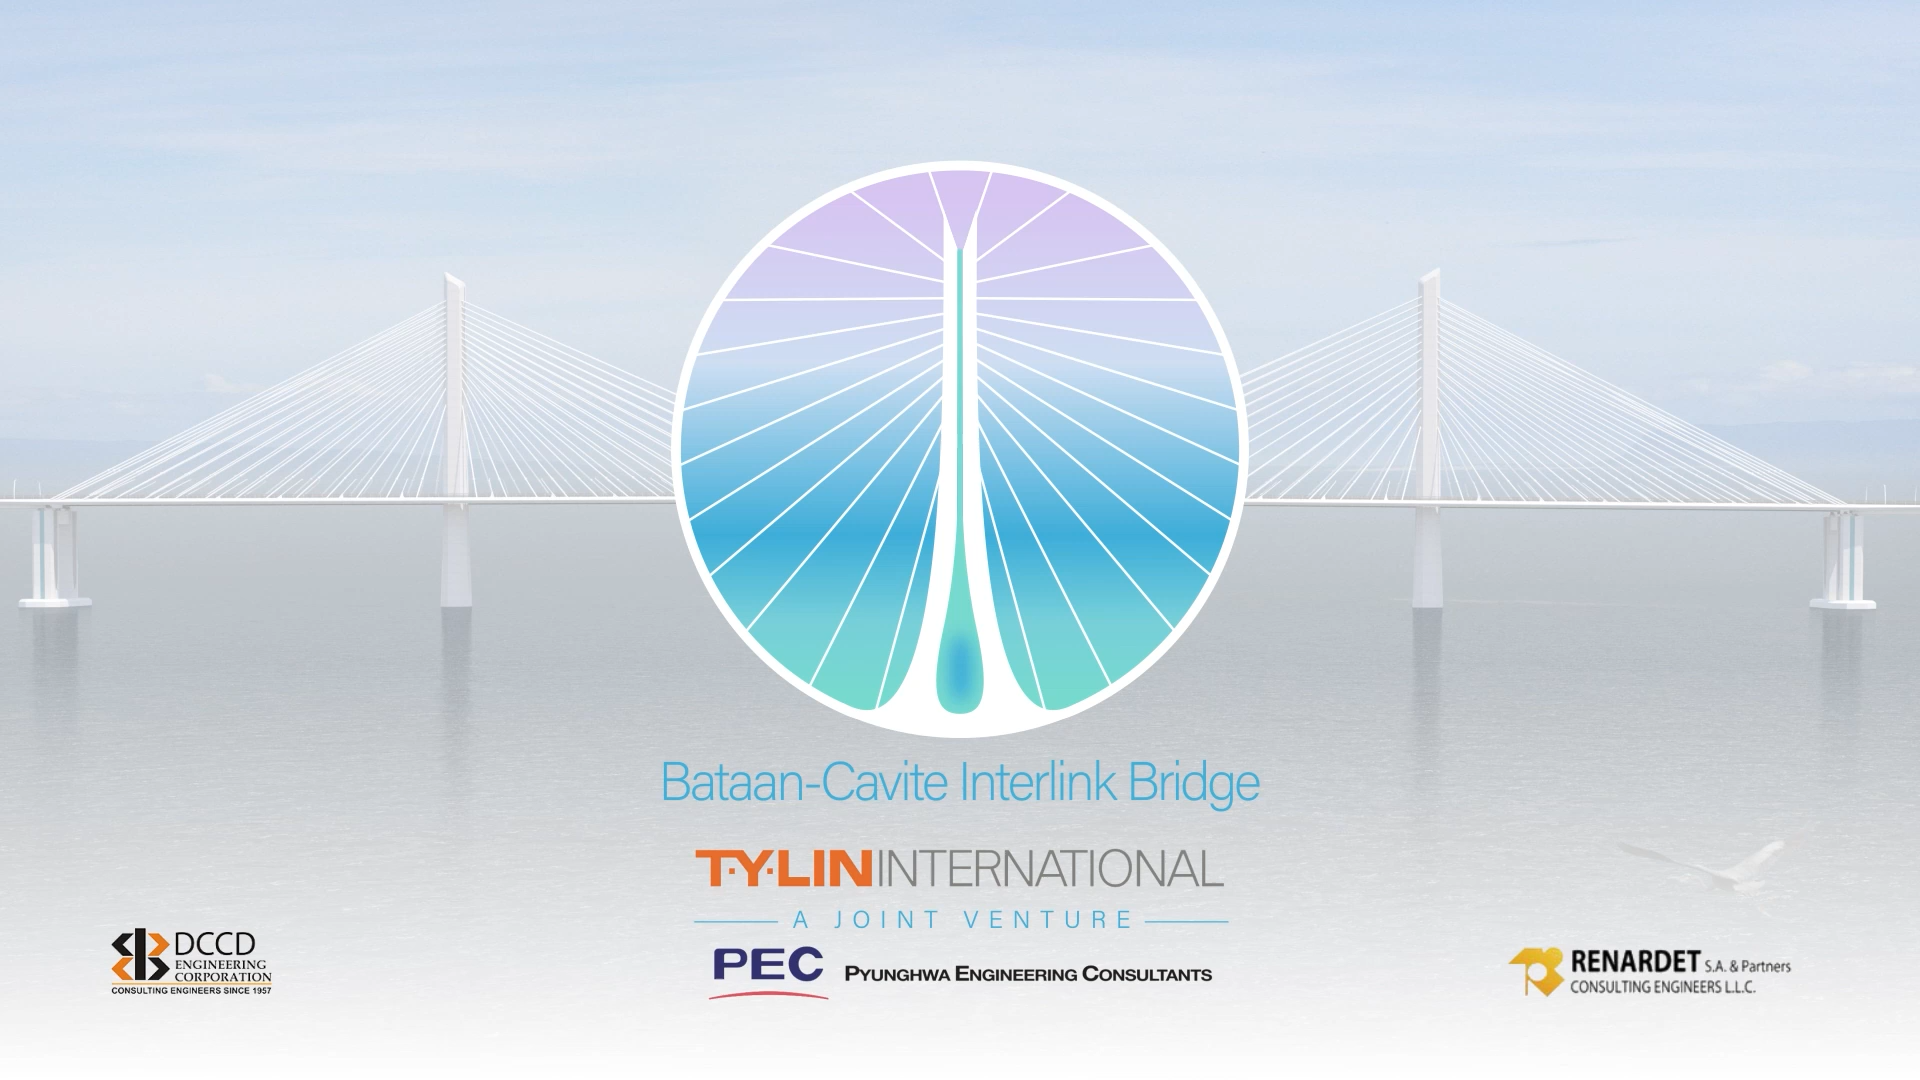 Bataan-Cavite Interlink Bridge
T·Y·LIN INTERNATIONAL
A JOINT VENTURE
PEC PYUNGHWA ENGINEERING CONSULTANTS
DCCD
ENGINEERING
CORPORATION
CONSULTING ENGINEERS SINCE 1957
RENARDET S.A. & Partners
CONSULTING ENGINEERS L.L.C.